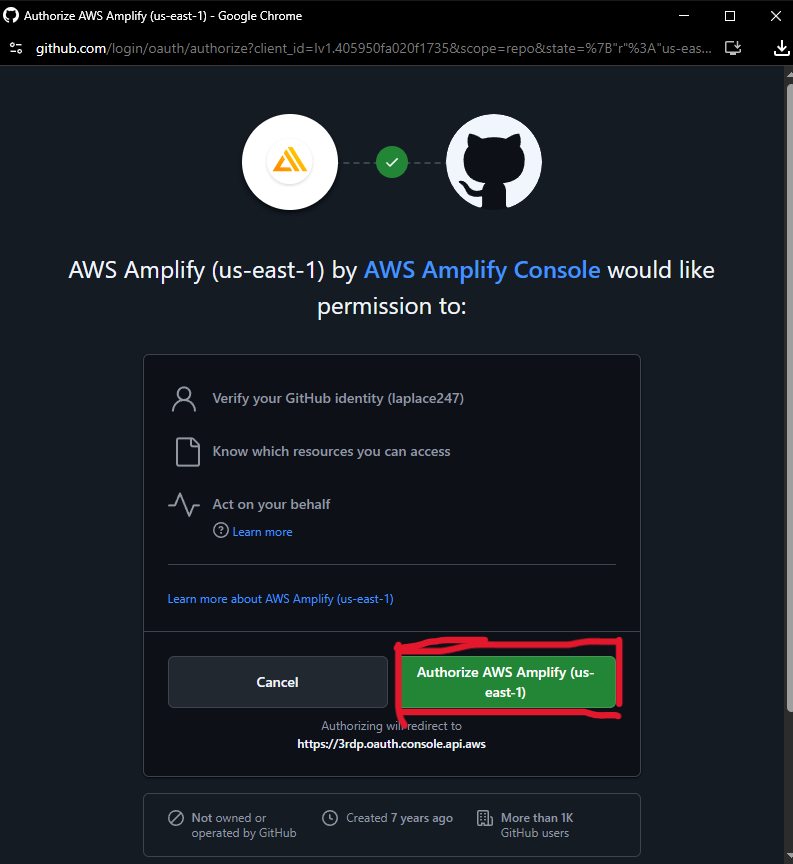 Authorize AWS Amplify (us-east-1) - Google Chrome
github.com/login/oauth/authorize?client_id=Iv1.405950fa020f1735&scope=repo&state=%7B"r"%3A"us-eas...
AWS Amplify (us-east-1) by AWS Amplify Console would like
permission to:
Verify your GitHub identity (laplace247)
Know which resources you can access
Act on your behalf
Learn more
Learn more about AWS Amplify (us-east-1)
Cancel
Authorize AWS Amplify (us-
east-1)
Authorizing will redirect to
https://3rdp.oauth.console.api.aws
Not owned or
operated by GitHub
Created 7 years ago
More than 1K
GitHub users